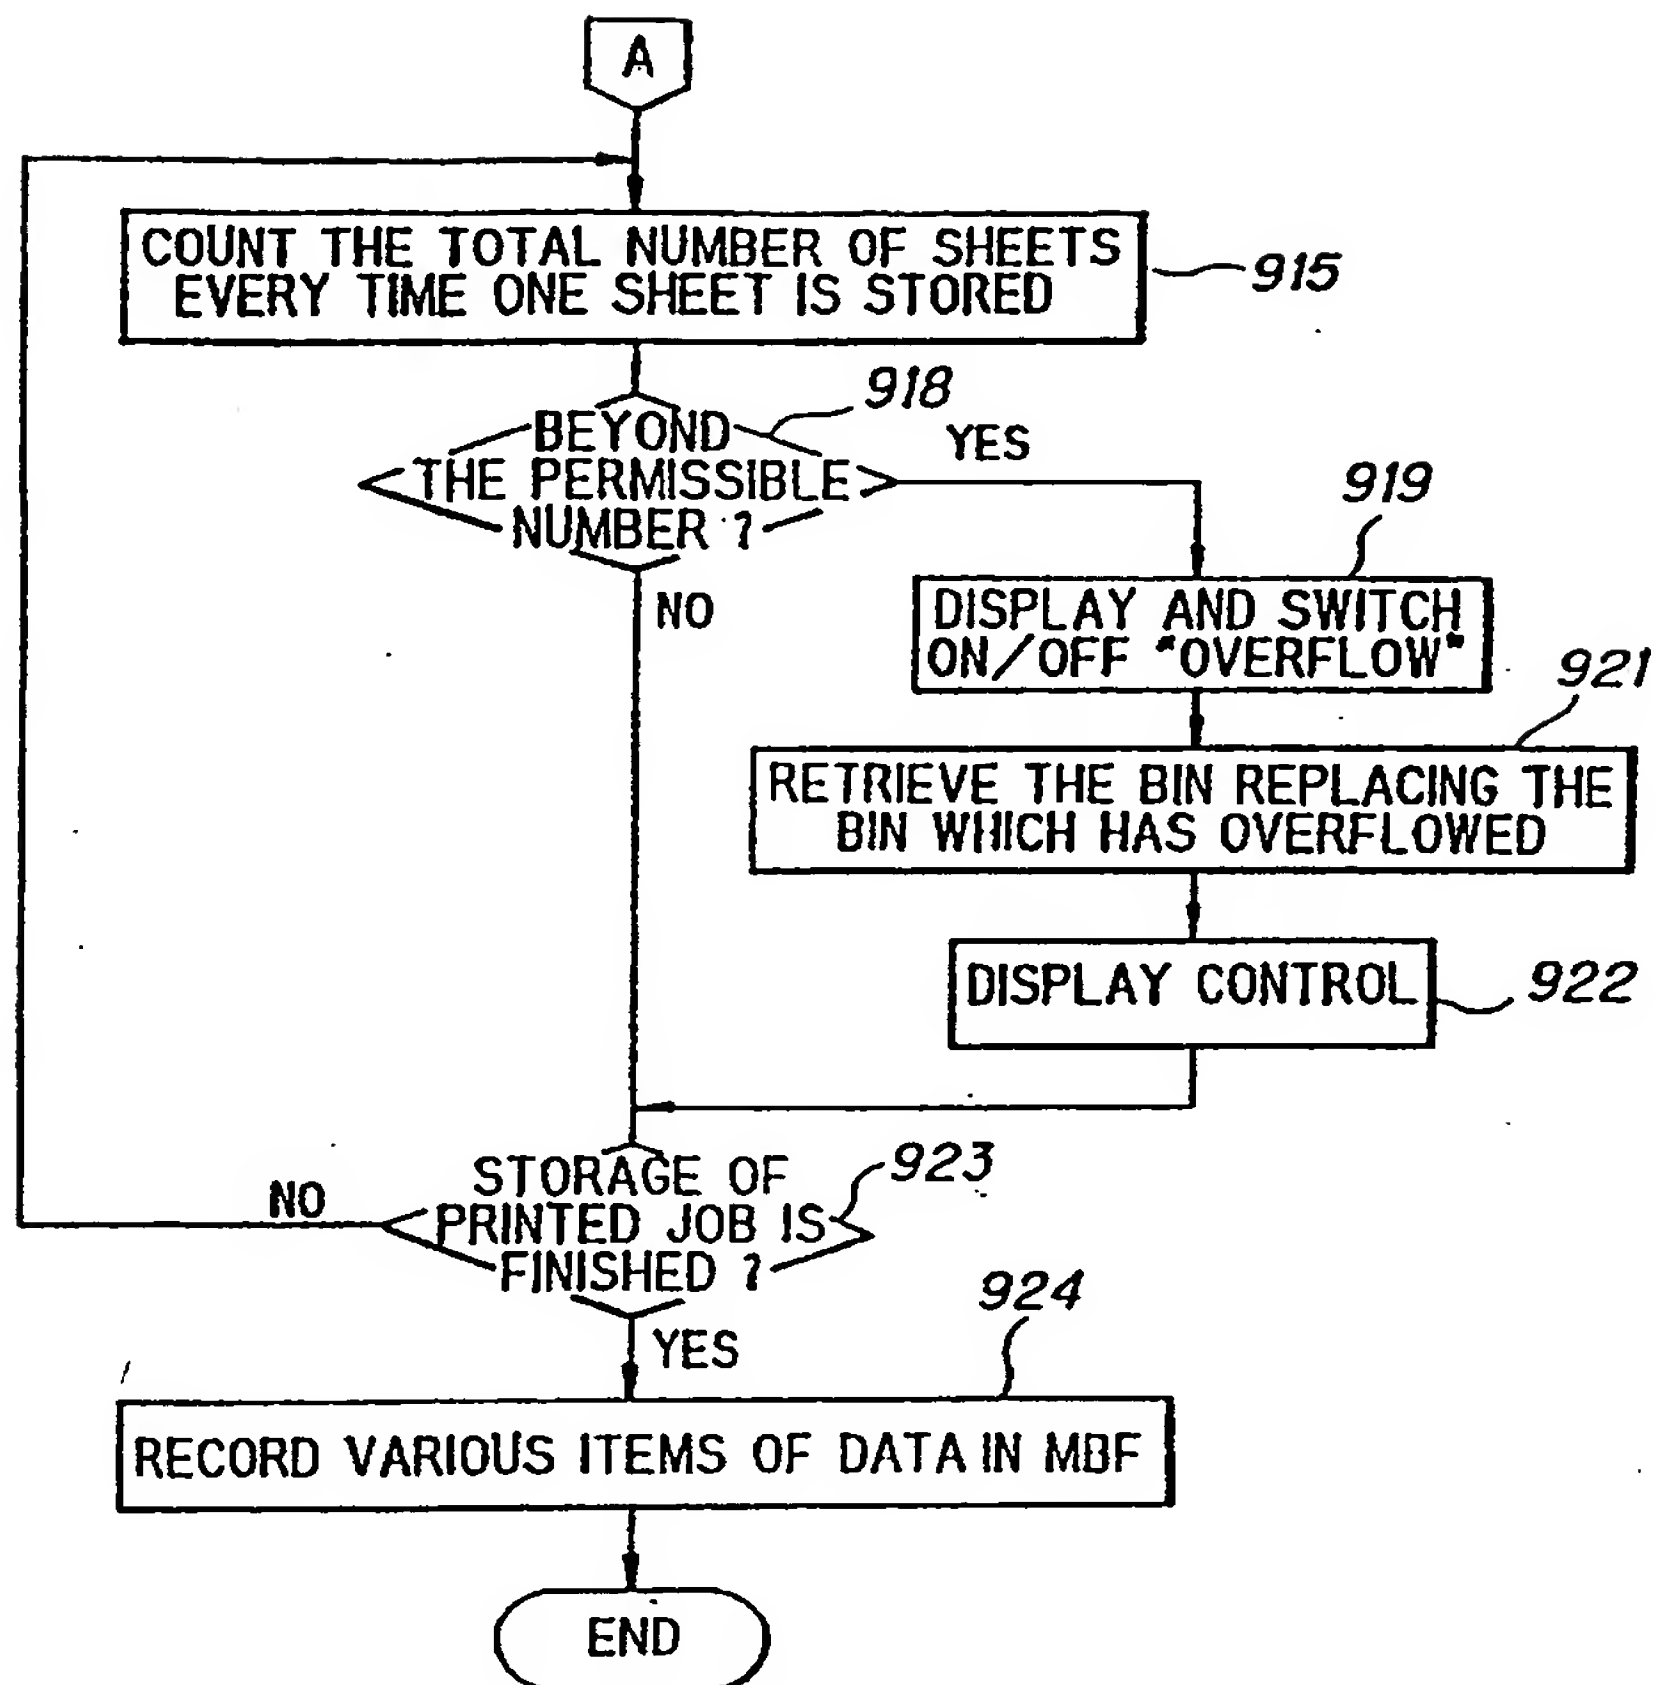 A
COUNT THE TOTAL NUMBER OF SHEETS
EVERY TIME ONE SHEET IS STORED
915
918
BEYOND
THE PERMISSIBLE
NUMBER ?
YES
NO
919
DISPLAY AND SWITCH
ON/OFF "OVERFLOW"
921
RETRIEVE THE BIN REPLACING THE
BIN WHICH HAS OVERFLOWED
DISPLAY CONTROL
922
923
STORAGE OF
PRINTED JOB IS
FINISHED ?
NO
YES
924
RECORD VARIOUS ITEMS OF DATA IN MBF
END